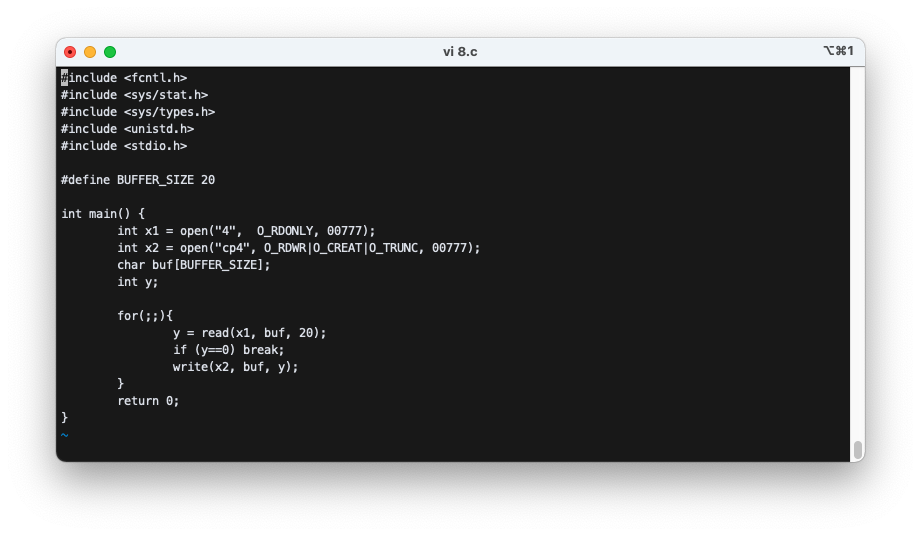 vi 8.c
⌥⌘1
#include <fcntl.h>
#include <sys/stat.h>
#include <sys/types.h>
#include <unistd.h>
#include <stdio.h>

#define BUFFER_SIZE 20

int main() {
        int x1 = open("4",  O_RDONLY, 00777);
        int x2 = open("cp4", O_RDWR|O_CREAT|O_TRUNC, 00777);
        char buf[BUFFER_SIZE];
        int y;

        for(;;){
                y = read(x1, buf, 20);
                if (y==0) break;
                write(x2, buf, y);
        }
        return 0;
}
~